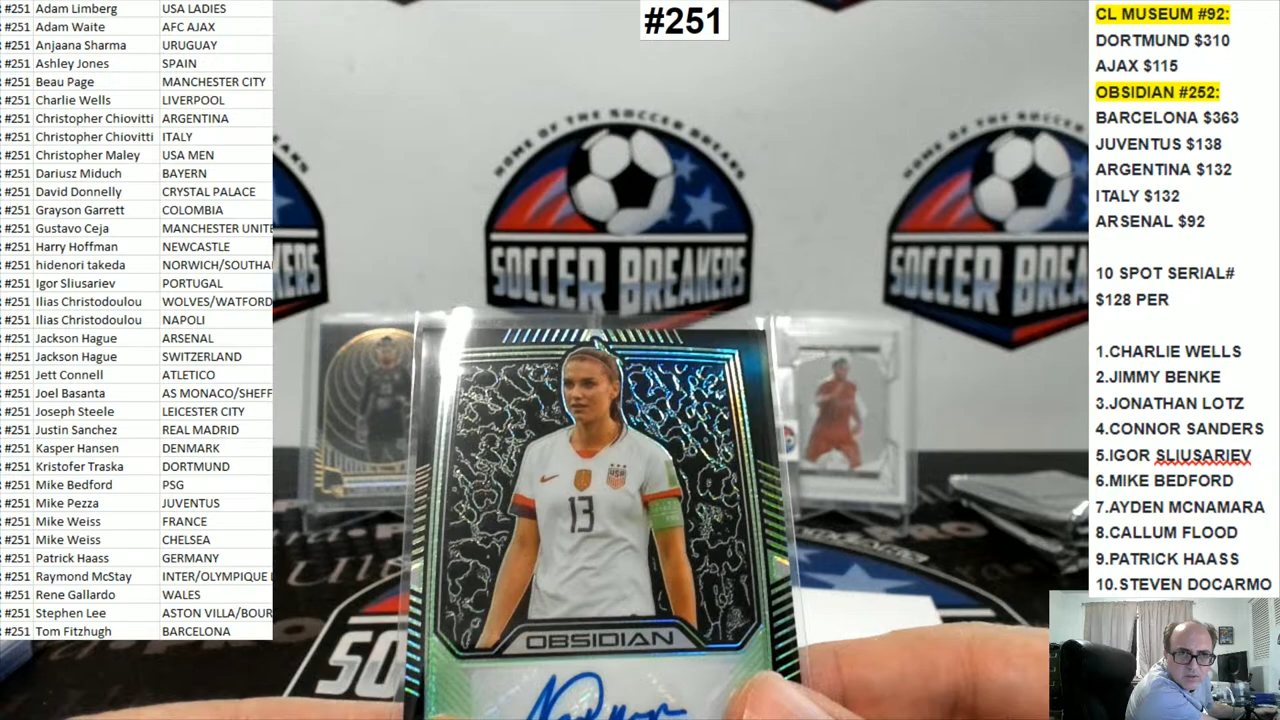 #251 Adam Limberg USA LADIES
#251 Adam Waite AFC AJAX
#251 Anjaana Sharma URUGUAY
#251 Ashley Jones SPAIN
#251 Beau Page MANCHESTER CITY
#251 Charlie Wells LIVERPOOL
#251 Christopher Chiovitti ARGENTINA
#251 Christopher Chiovitti ITALY
#251 Christopher Maley USA MEN
#251 Dariusz Miduch BAYERN
#251 David Donnelly CRYSTAL PALACE
#251 Grayson Garrett COLOMBIA
#251 Gustavo Ceja MANCHESTER UNITE
#251 Harry Hoffman NEWCASTLE
#251 hidenori takeda NORWICH/SOUTHA
#251 Igor Sliusariev PORTUGAL
#251 Ilias Christodoulou WOLVES/WATFORD
#251 Ilias Christodoulou NAPOLI
#251 Jackson Hague ARSENAL
#251 Jackson Hague SWITZERLAND
#251 Jett Connell ATLETICO
#251 Joel Basanta AS MONACO/SHEFF
#251 Joseph Steele LEICESTER CITY
#251 Justin Sanchez REAL MADRID
#251 Kasper Hansen DENMARK
#251 Kristofer Traska DORTMUND
#251 Mike Bedford PSG
#251 Mike Pezza JUVENTUS
#251 Mike Weiss FRANCE
#251 Mike Weiss CHELSEA
#251 Patrick Haass GERMANY
#251 Raymond McStay INTER/OLYMPIQUE
#251 Rene Gallardo WALES
#251 Stephen Lee ASTON VILLA/BOUR
#251 Tom Fitzhugh BARCELONA
#251
HOME OF THE SOCCER BREAKS
SOCCER BREAKERS
KERS
SOCCER BREA
USA
13
OBSIDIAN
SO
CL MUSEUM #92:
DORTMUND $310
AJAX $115
OBSIDIAN #252:
BARCELONA $363
JUVENTUS $138
ARGENTINA $132
ITALY $132
ARSENAL $92
10 SPOT SERIAL#
$128 PER
1.CHARLIE WELLS
2.JIMMY BENKE
3.JONATHAN LOTZ
4.CONNOR SANDERS
5.IGOR SLIUSARIEV
6.MIKE BEDFORD
7.AYDEN MCNAMARA
8.CALLUM FLOOD
9.PATRICK HAASS
10.STEVEN DOCARMO